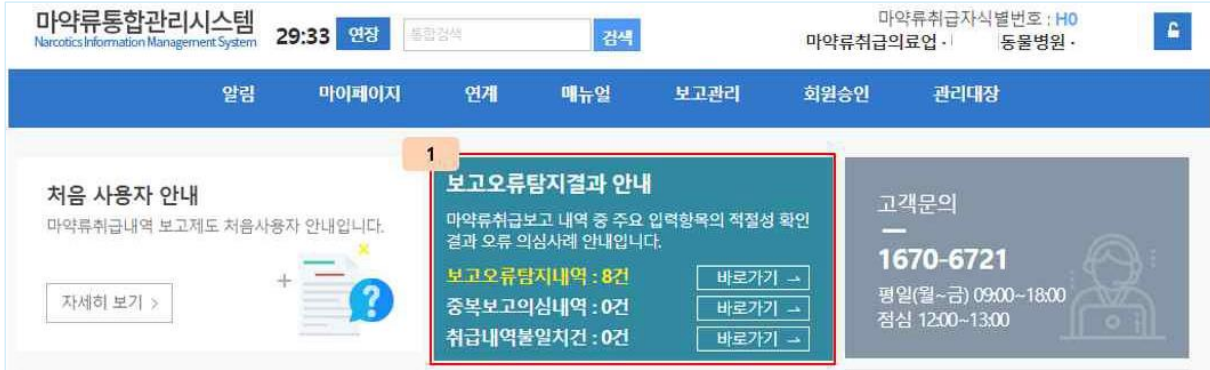 마약류통합관리시스템
Narcotics Information Management System
29:33 연장 통합검색 검색
마약류취급자식별번호 : H0
마약류취급의료업 · 동물병원 ·
알림 마이페이지 연계 매뉴얼 보고관리 회원승인 관리대장
1
처음 사용자 안내
마약류취급내역 보고제도 처음사용자 안내입니다.
자세히 보기 >
보고오류탐지결과 안내
마약류취급보고 내역 중 주요 입력항목의 적절성 확인
결과 오류 의심사례 안내입니다.
보고오류탐지내역 : 8건 바로가기 →
중복보고의심내역 : 0건 바로가기 →
취급내역불일치건 : 0건 바로가기 →
고객문의
1670-6721
평일(월~금) 09:00~18:00
점심 12:00~13:00